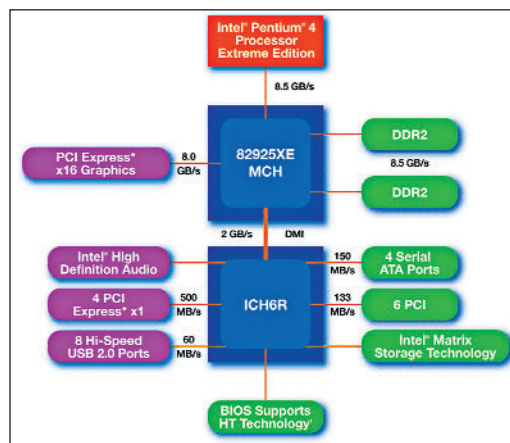 Intel® Pentium® 4
Processor
Extreme Edition
8.5 GB/s
PCI Express*
x16 Graphics
8.0
GB/s
82925XE
MCH
DDR2
8.5 GB/s
DDR2
2 GB/s
DMI
Intel® High
Definition Audio
150
MB/s
4 Serial
ATA Ports
4 PCI
Express* x1
500
MB/s
ICH6R
133
MB/s
6 PCI
8 Hi-Speed
USB 2.0 Ports
60
MB/s
Intel® Matrix
Storage Technology
BIOS Supports
HT Technology¹